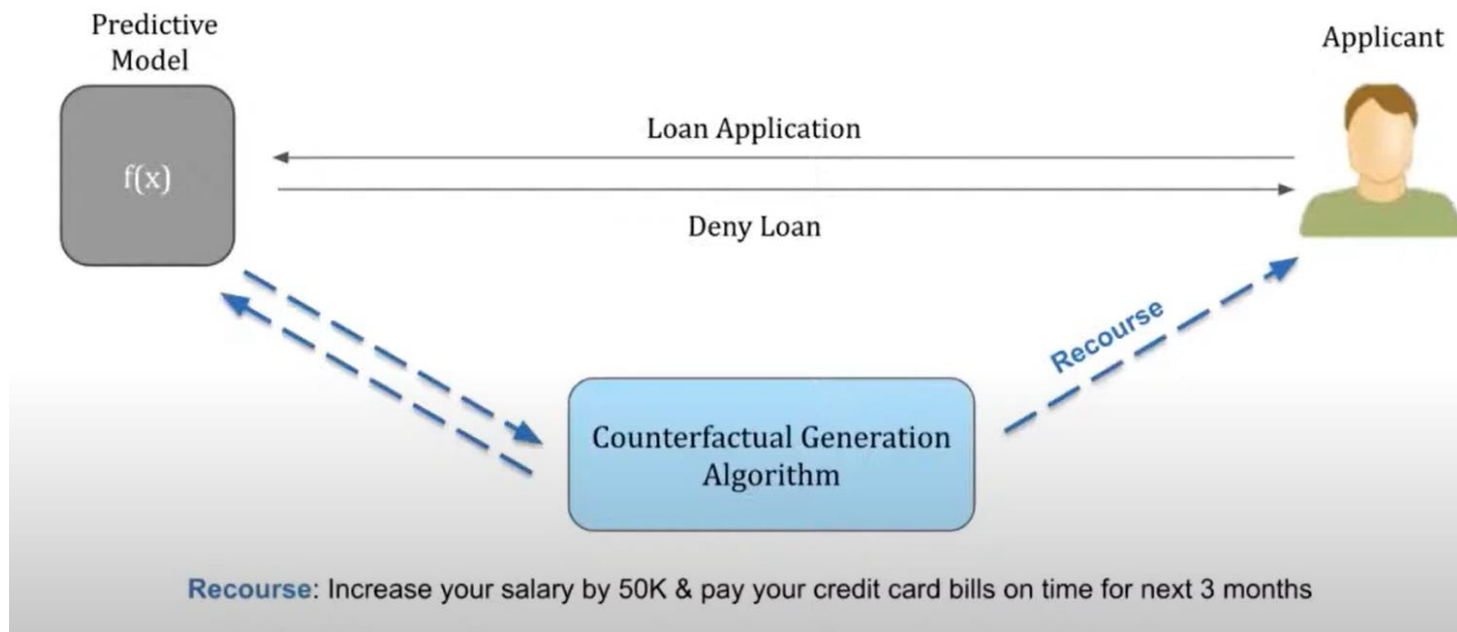 Predictive
Model
Applicant
Loan Application
f(x)
Deny Loan
Recourse
Counterfactual Generation
Algorithm
Recourse: Increase your salary by 50K & pay your credit card bills on time for next 3 months